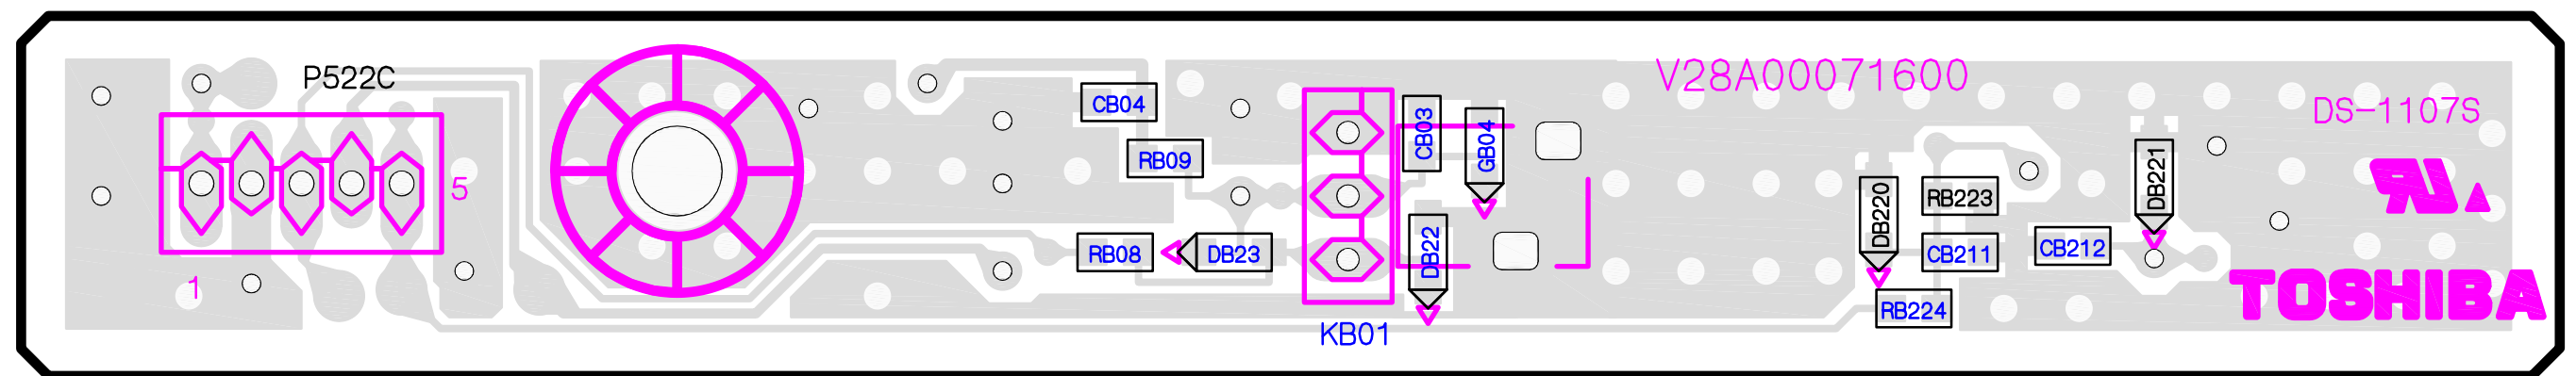 P522C
5
1
CB04
RB09
RB08
DB23
KB01
CB03
GB04
DB22
V28A00071600
DS-1107S
DB220
RB223
CB211
RB224
CB212
DB221
TOSHIBA